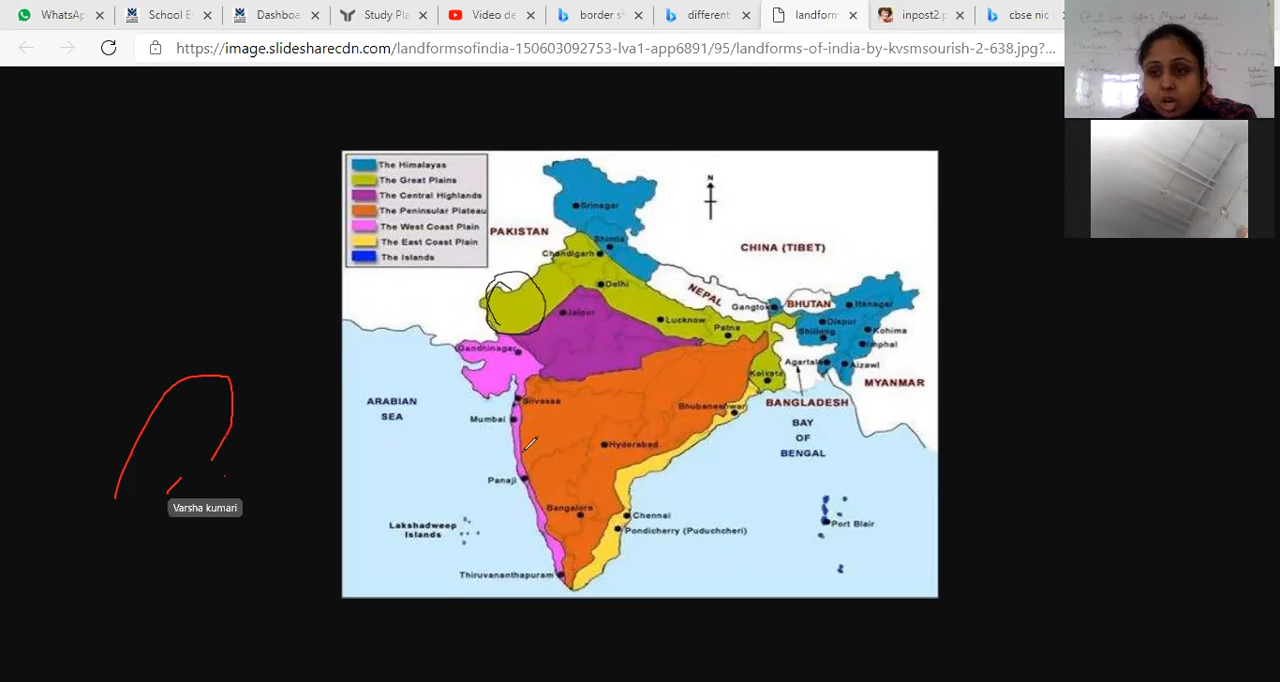 WhatsAp
School E
Dashboa
Study Pla
Video de
border s
different
landform
inpost2.p
cbse nic
https://image.slidesharecdn.com/landformsofindia-150603092753-lva1-app6891/95/landforms-of-india-by-kvsmsourish-2-638.jpg?...
The Himalayas
The Great Plains
The Central Highlands
The Peninsular Plateau
The West Coast Plain
The East Coast Plain
The Islands
N
Srinagar
PAKISTAN
Shimla
CHINA (TIBET)
Chandigarh
Delhi
NEPAL
Gangtok
BHUTAN
Itanagar
Jaipur
Lucknow
Patna
Dispur
Shillong
Kohima
Imphal
Gandhinagar
Agartala
Aizawl
Kolkata
MYANMAR
ARABIAN
SEA
Silvassa
Mumbai
Bhubaneshwar
BANGLADESH
BAY
OF
BENGAL
Hyderabad
Panaji
Varsha kumari
Bangalore
Chennai
Lakshadweep
Islands
Pondicherry (Puduchcheri)
Port Blair
Thiruvananthapuram